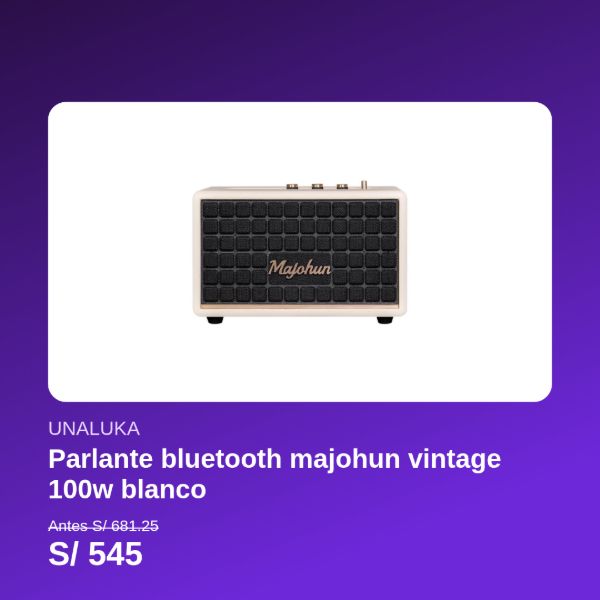 Majohun
UNALUKA
Parlante bluetooth majohun vintage
100w blanco
Antes S/ 681.25
S/ 545